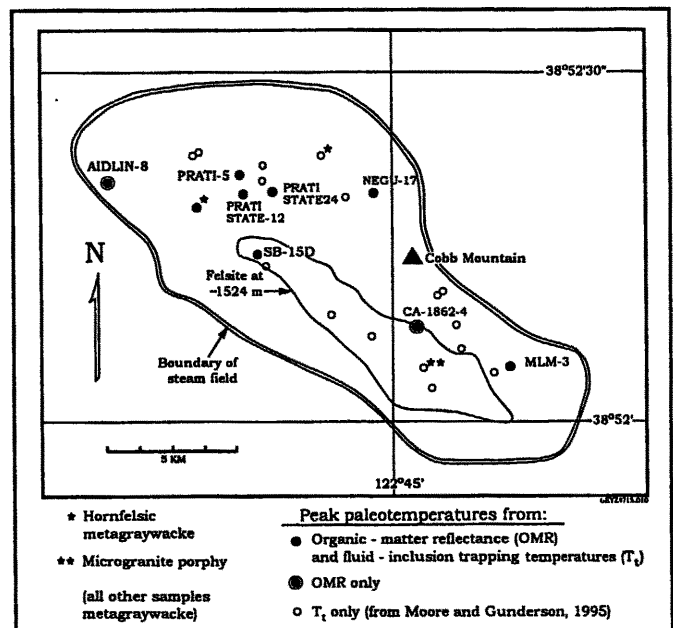 38°52'30"
AIDLIN-8
PRATI-5
PRATI STATE24
NEGU-17
PRATI
STATE-12
SB-15D
N
Cobb Mountain
Felsite at
-1524 m
CA-1862-4
Boundary of
steam field
MLM-3
38°52'
5 KM
122°45'
* Hornfelsic
metagraywacke
** Microgranite porphy
(all other samples
metagraywacke)
Peak paleotemperatures from:
Organic - matter reflectance (OMR)
and fluid - inclusion trapping temperatures (Tt)
OMR only
Tt only (from Moore and Gunderson, 1995)